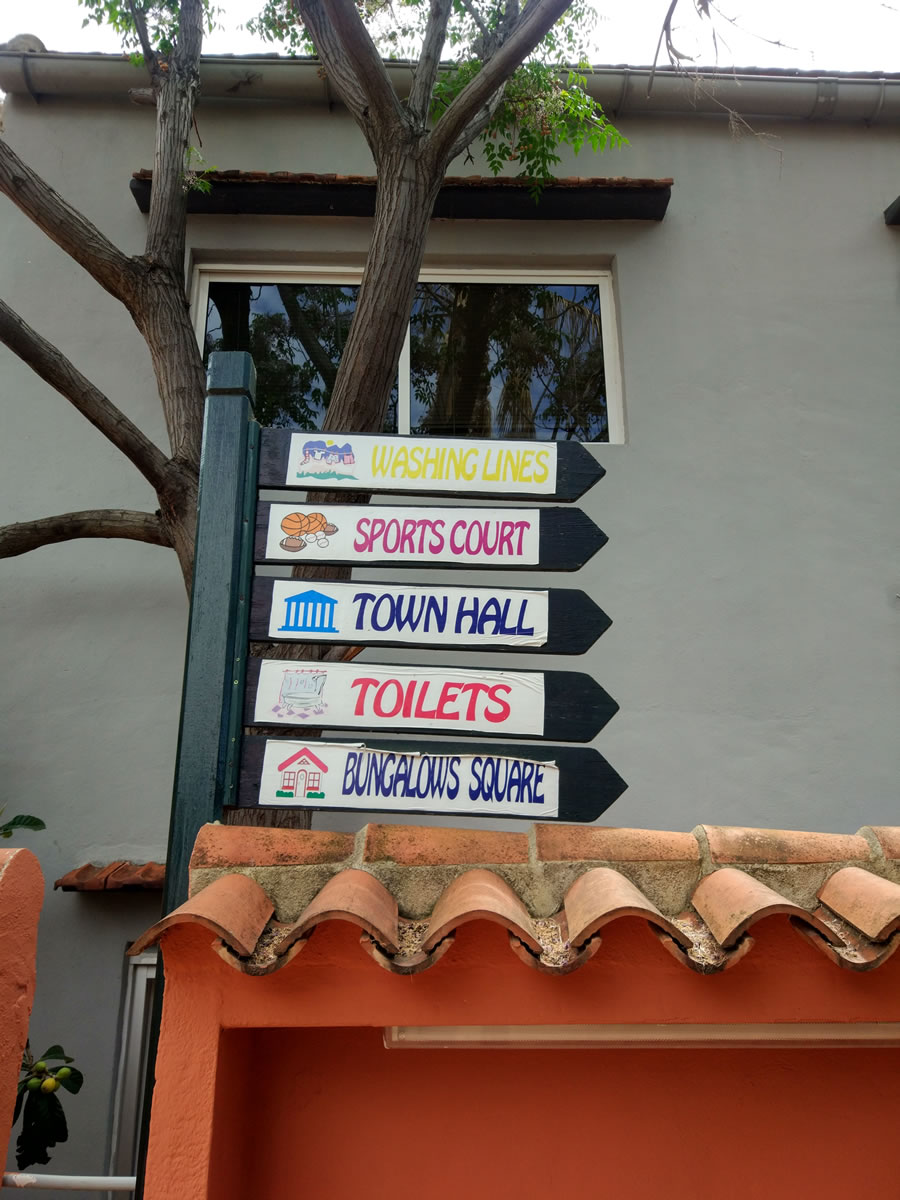 WASHING LINES
SPORTS COURT
TOWN HALL
TOILETS
BUNGALOWS SQUARE